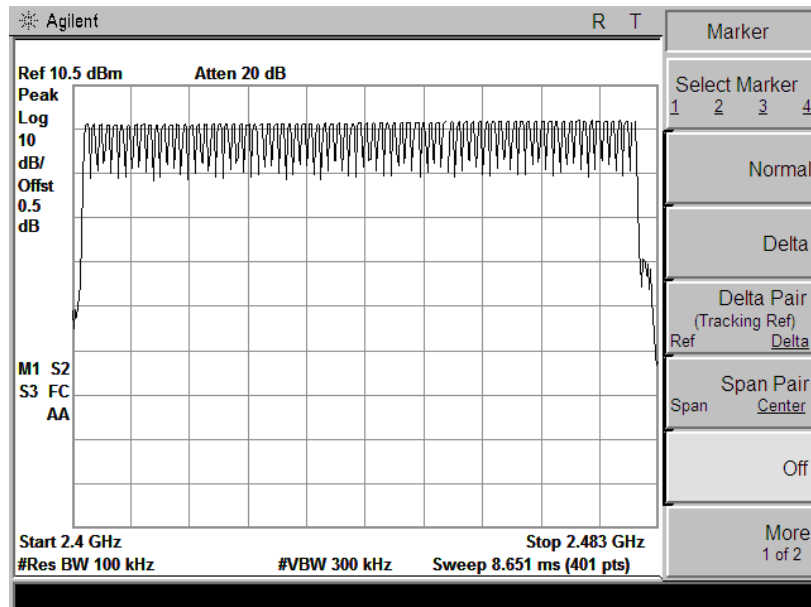 Agilent R T
Ref 10.5 dBm Atten 20 dB
Peak
Log
10
dB/
Offst
0.5
dB
M1 S2
S3 FC
AA
Start 2.4 GHz Stop 2.483 GHz
#Res BW 100 kHz #VBW 300 kHz Sweep 8.651 ms (401 pts)
Marker
Select Marker
1 2 3 4
Normal
Delta
Delta Pair
(Tracking Ref)
Ref Delta
Span Pair
Span Center
Off
More
1 of 2